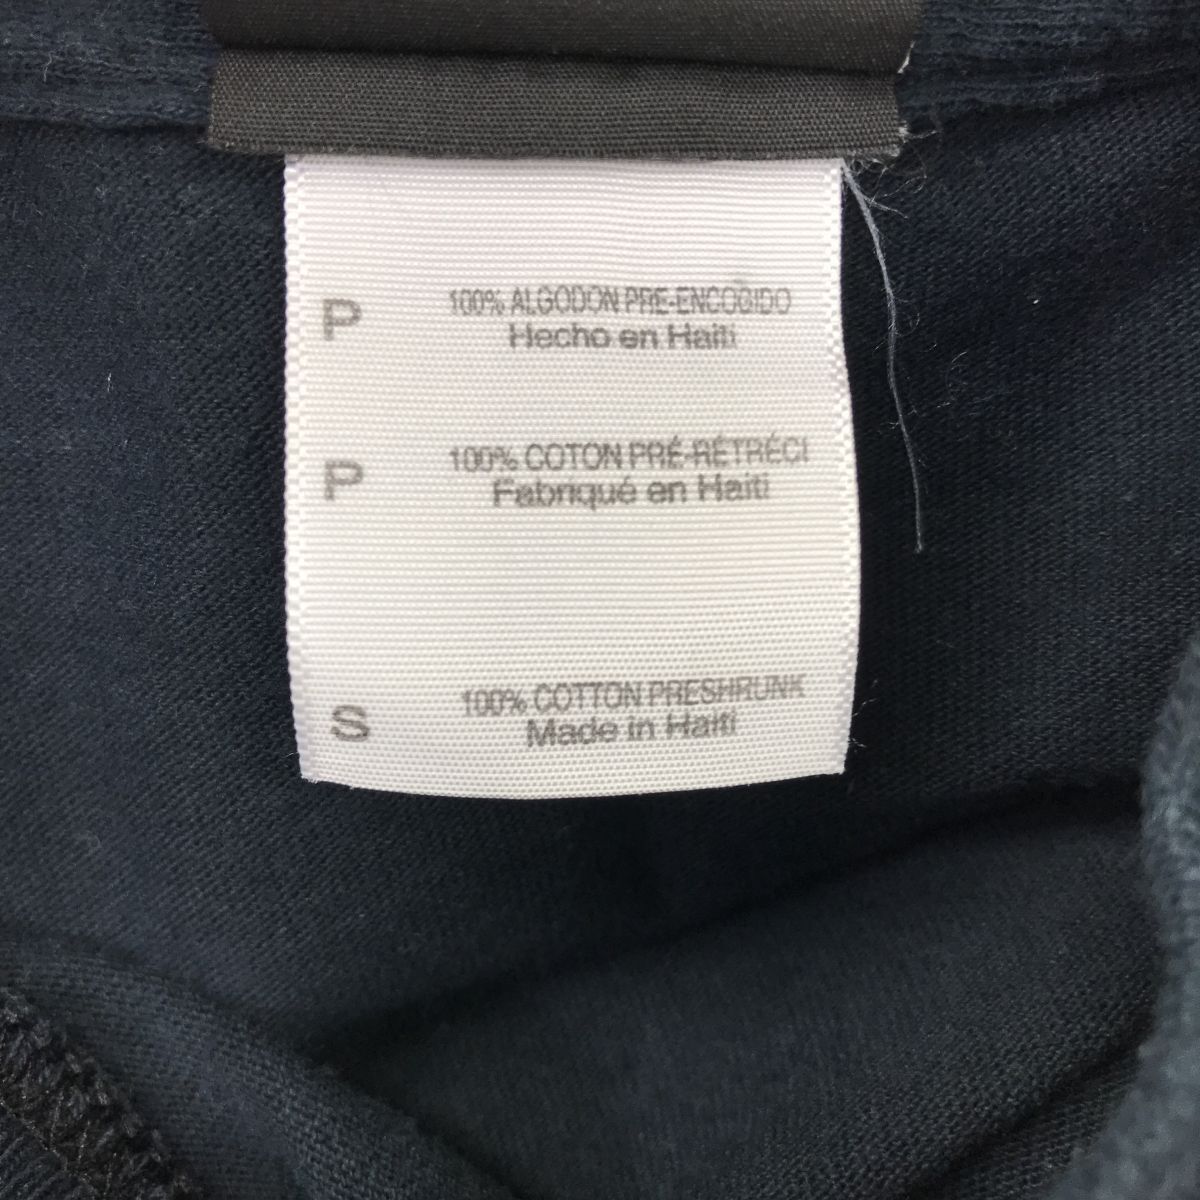 P 100% ALGODON PRE-ENCOGIDO
Hecho en Haiti
P 100% COTON PRÉ-RÉTRÉCI
Fabriqué en Haiti
S 100% COTTON PRESHRUNK
Made in Haiti